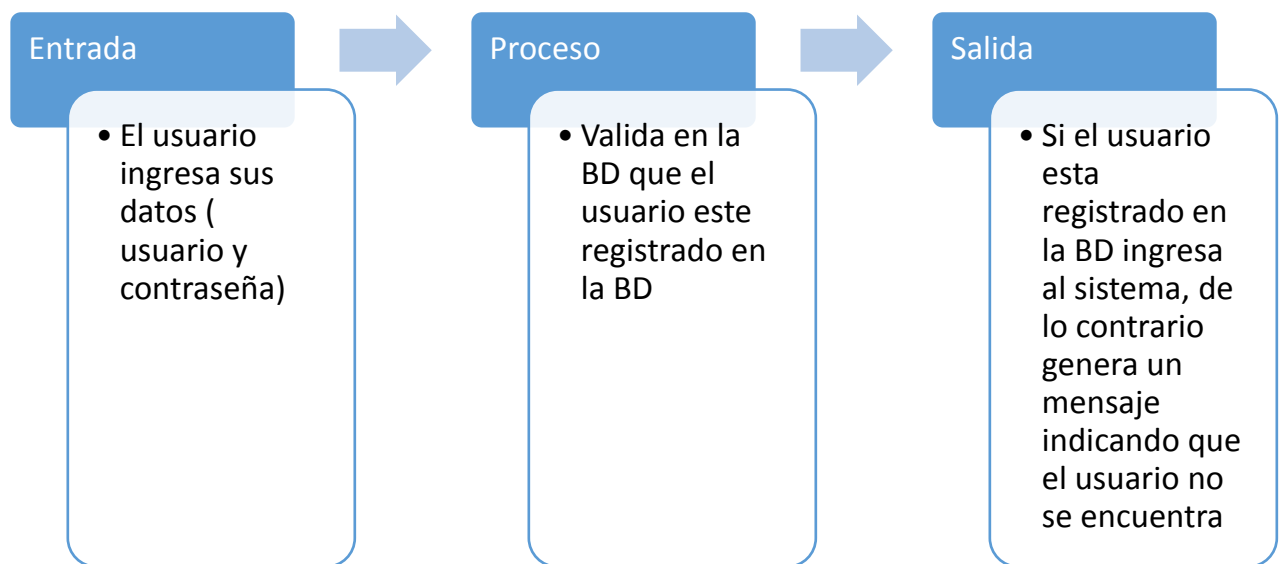 Entrada
• El usuario
ingresa sus
datos (
usuario y
contraseña)
Proceso
• Valida en la
BD que el
usuario este
registrado en
la BD
Salida
• Si el usuario
esta
registrado en
la BD ingresa
al sistema, de
lo contrario
genera un
mensaje
indicando que
el usuario no
se encuentra